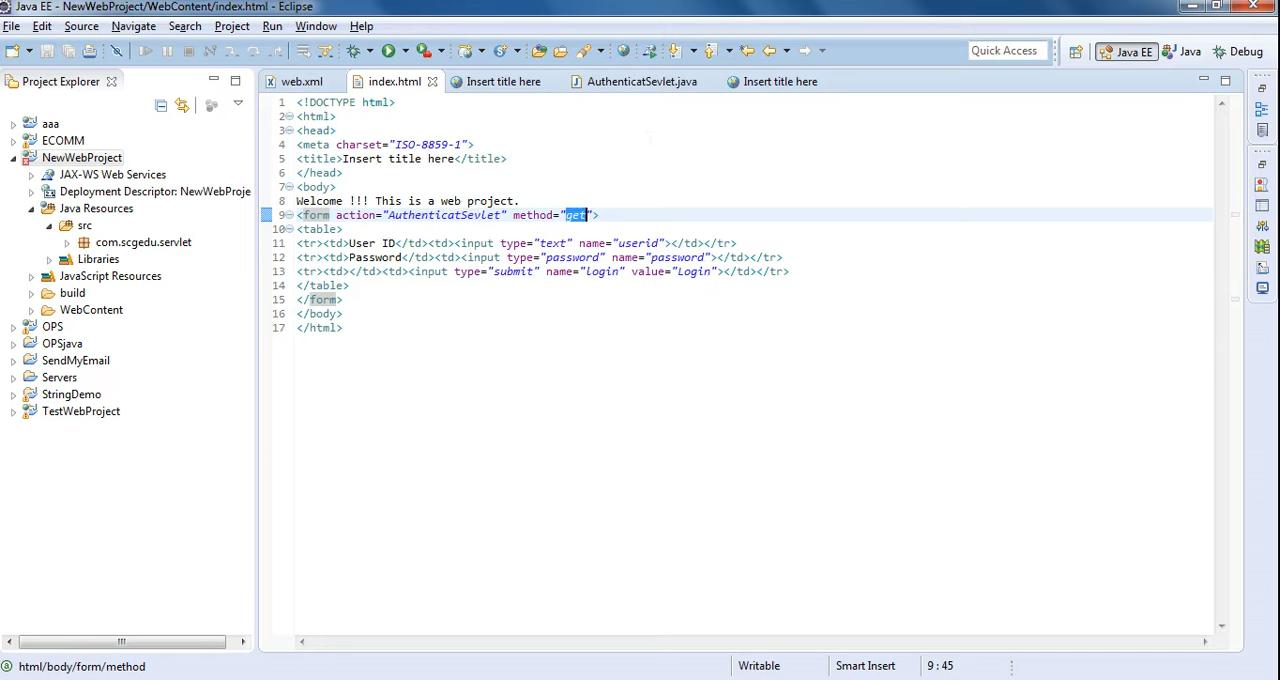 Java EE - NewWebProject/WebContent/index.html - Eclipse
File Edit Source Navigate Search Project Run Window Help
Quick Access Java EE Java Debug
Project Explorer
web.xml index.html Insert title here AuthenticatSevlet.java Insert title here
aaa
ECOMM
NewWebProject
JAX-WS Web Services
Deployment Descriptor: NewWebProje
Java Resources
src
com.scgedu.servlet
Libraries
JavaScript Resources
build
WebContent
OPS
OPSjava
SendMyEmail
Servers
StringDemo
TestWebProject
1 <!DOCTYPE html>
2 <html>
3 <head>
4 <meta charset="ISO-8859-1">
5 <title>Insert title here</title>
6 </head>
7 <body>
8 Welcome !!! This is a web project.
9 <form action="AuthenticatSevlet" method="get">
10 <table>
11 <tr><td>User ID</td><td><input type="text" name="userid"></td></tr>
12 <tr><td>Password</td><td><input type="password" name="password"></td></tr>
13 <tr><td></td><td><input type="submit" name="login" value="Login"></td></tr>
14 </table>
15 </form>
16 </body>
17 </html>
html/body/form/method Writable Smart Insert 9 : 45